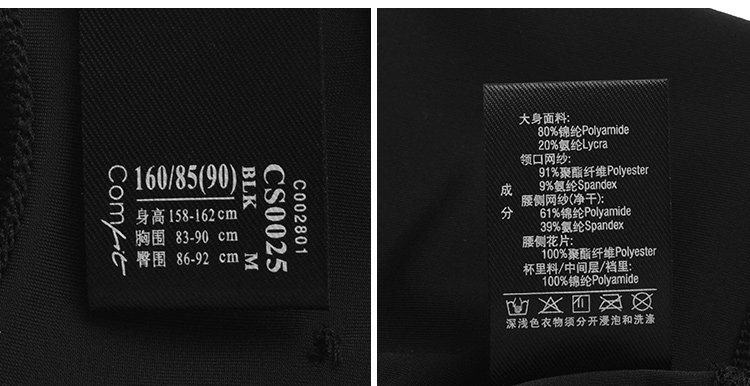 Comfit
160/85(90)
身高 158-162 cm
胸围 83-90 cm
臀围 86-92 cm
BLK M
CS0025
C002801
成分
大身面料:
80%锦纶Polyamide
20%氨纶Lycra
领口网纱:
91%聚酯纤维Polyester
9%氨纶Spandex
腰侧网纱(净干):
61%锦纶Polyamide
39%氨纶Spandex
腰侧花片:
100%聚酯纤维Polyester
杯里料/中间层/裆里:
100%锦纶Polyamide
深浅色衣物须分开浸泡和洗涤